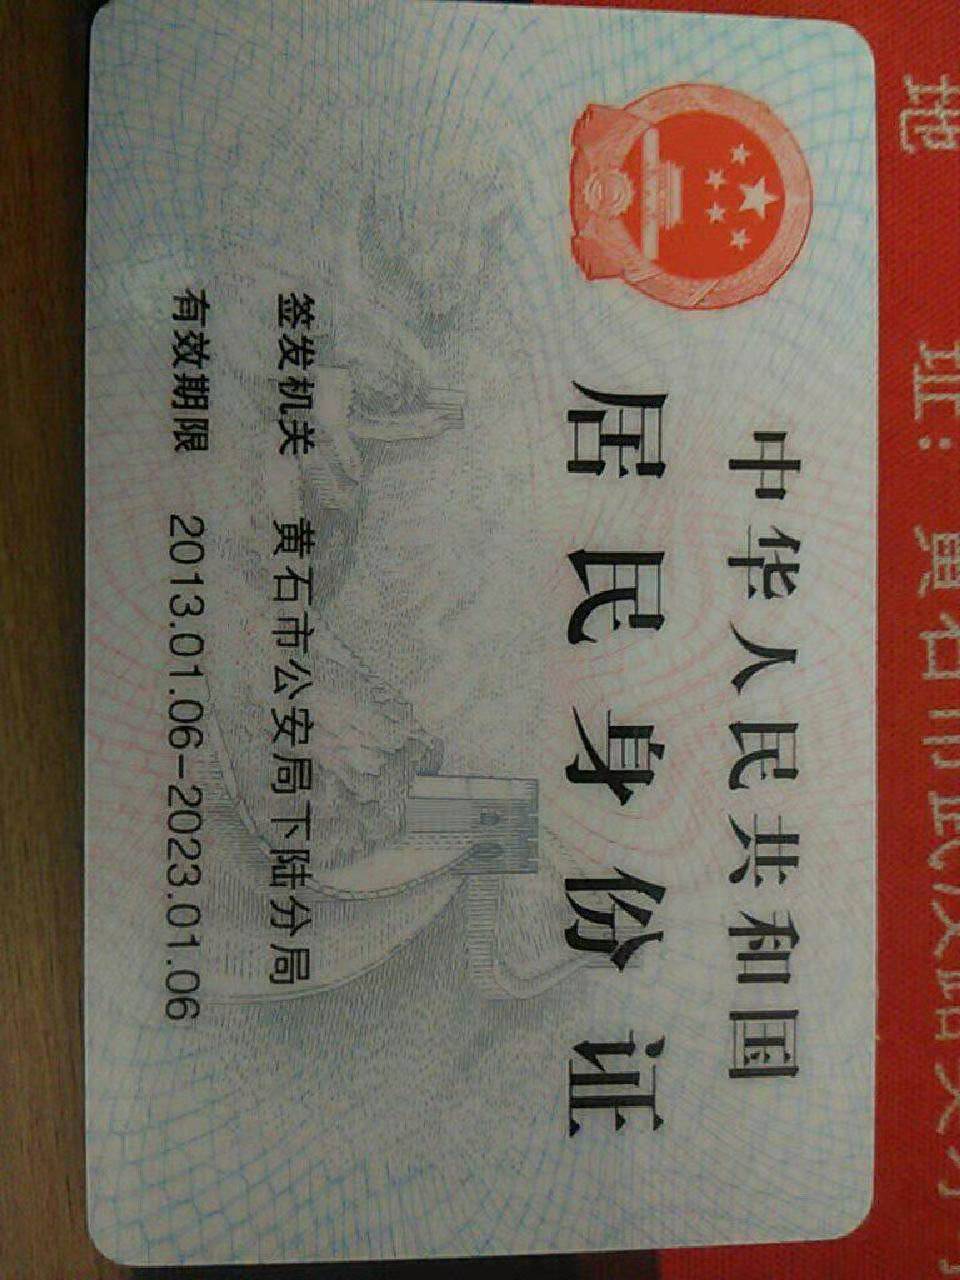 中华人民共和国
居民身份证
签发机关 黄石市公安局下陆分局
有效期限 2013.01.06-2023.01.06
地 址：黄石市